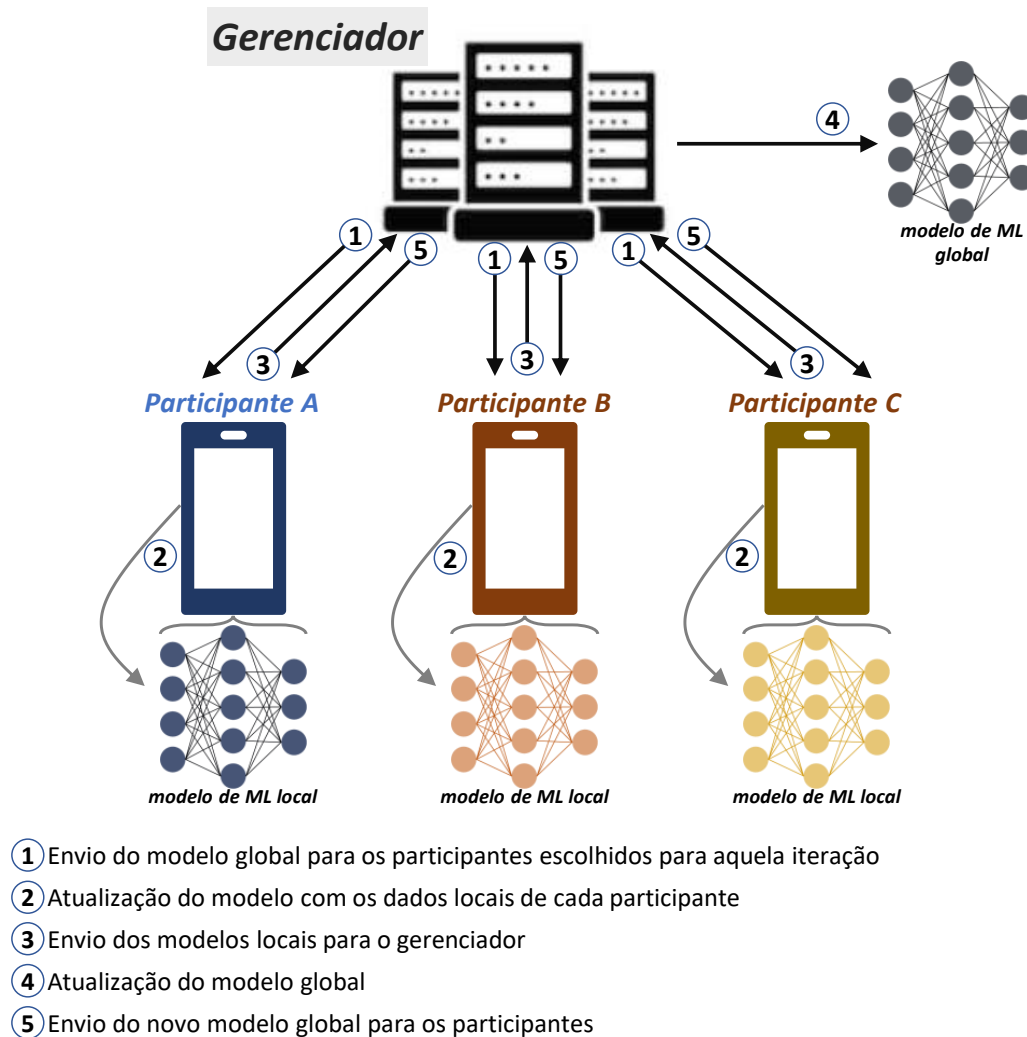 Gerenciador
4
modelo de ML
global
1
5
1
5
5
1
3
3
3
Participante A
Participante B
Participante C
2
2
2
modelo de ML local
modelo de ML local
modelo de ML local
1 Envio do modelo global para os participantes escolhidos para aquela iteração
2 Atualização do modelo com os dados locais de cada participante
3 Envio dos modelos locais para o gerenciador
4 Atualização do modelo global
5 Envio do novo modelo global para os participantes